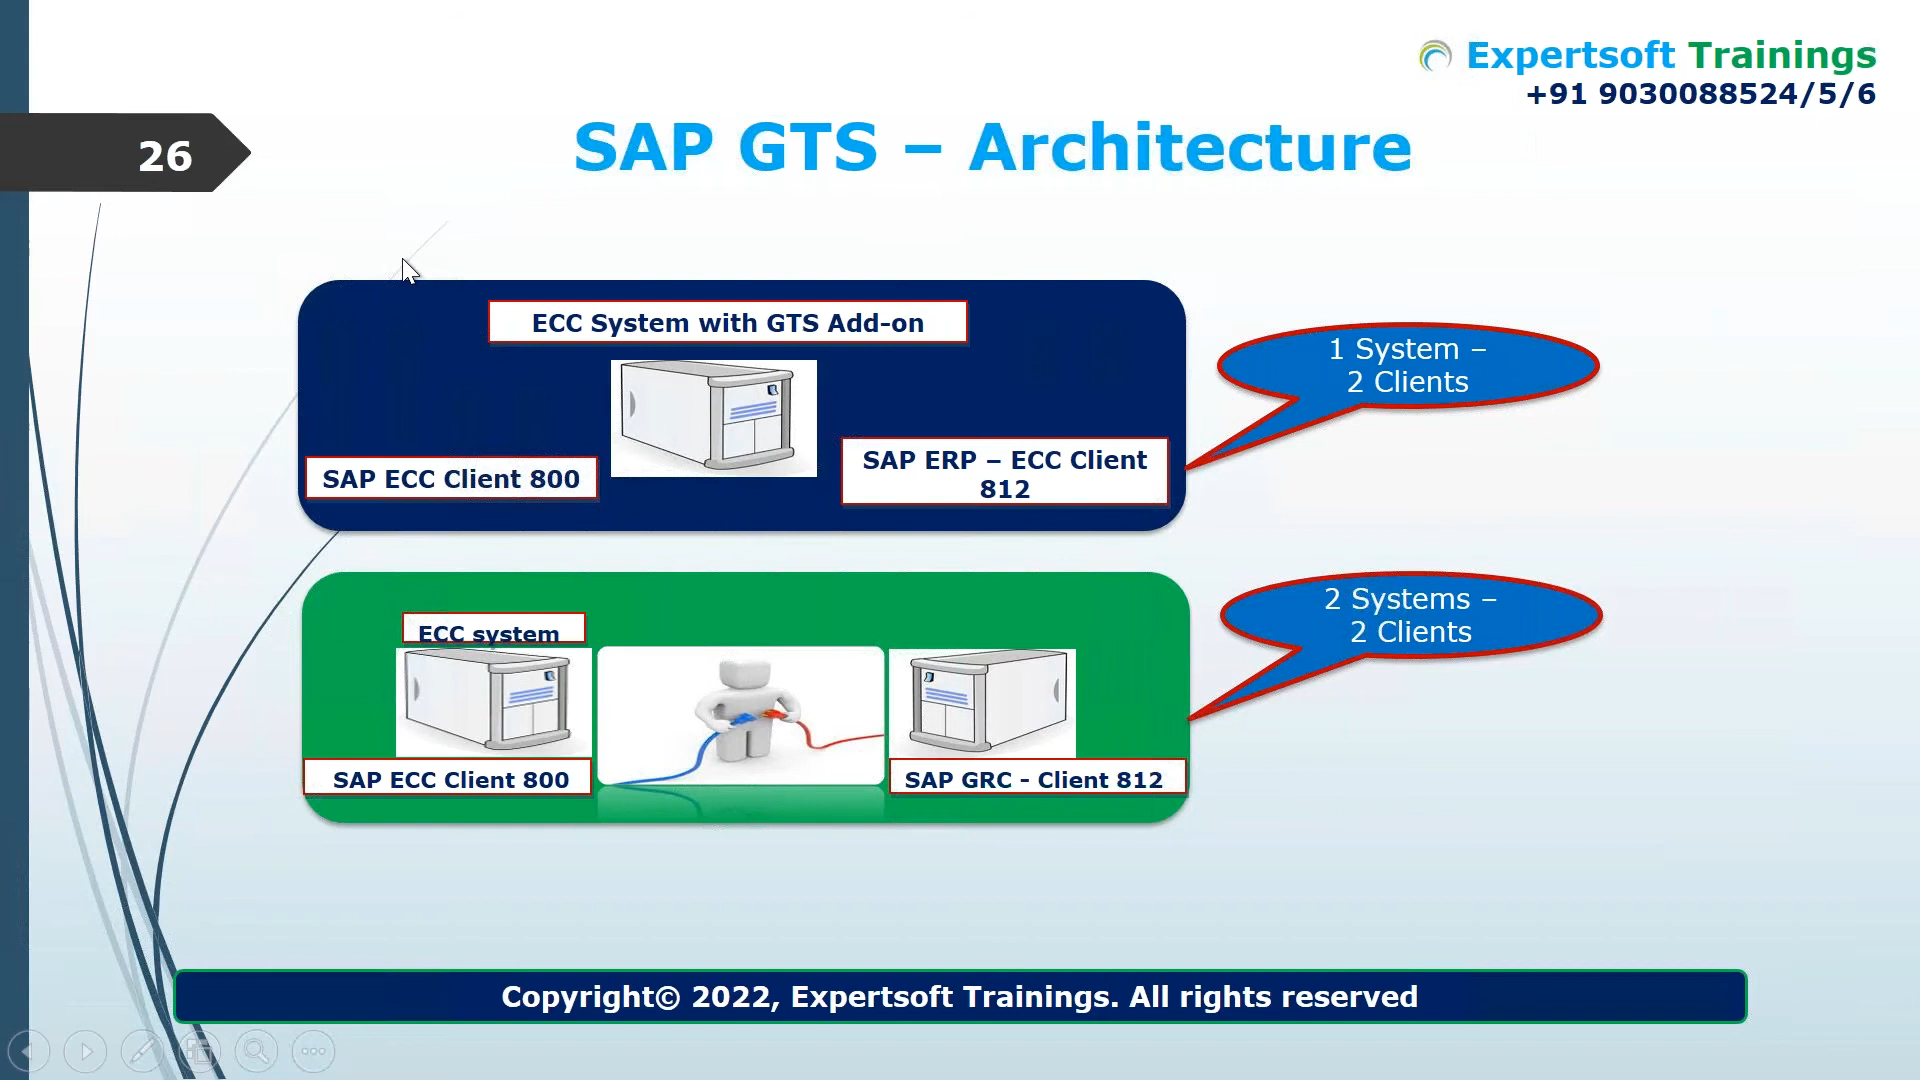 Expertsoft Trainings
+91 9030088524/5/6
26
SAP GTS – Architecture
ECC System with GTS Add-on
SAP ECC Client 800
SAP ERP – ECC Client
812
1 System –
2 Clients
ECC system
SAP ECC Client 800
SAP GRC - Client 812
2 Systems –
2 Clients
Copyright© 2022, Expertsoft Trainings. All rights reserved